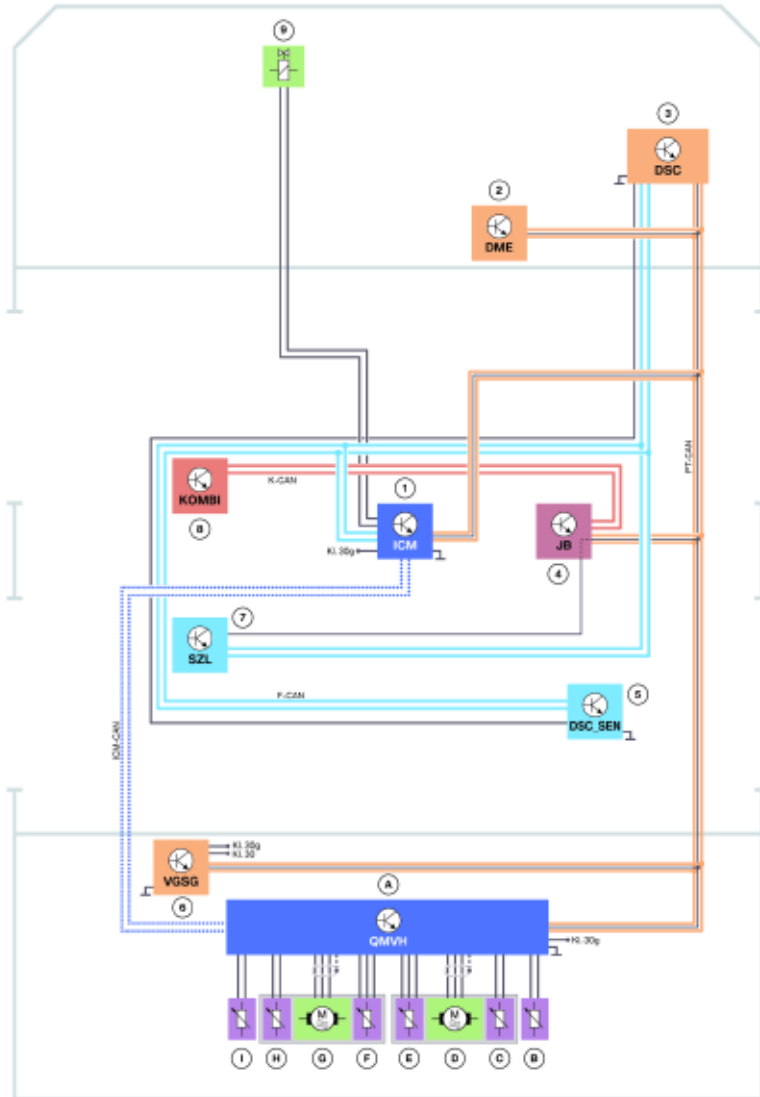 9
3
DSC
2
DME
PT-CAN
KOMBI
8
K-CAN
1
ICM
Kl. 30g
JB
4
7
SZL
F-CAN
5
DSC_SEN
ICM-CAN
Kl. 30g
Kl. 30
VGSG
6
A
QMVH
Kl. 30g
M
M
I
H
G
F
E
D
C
B